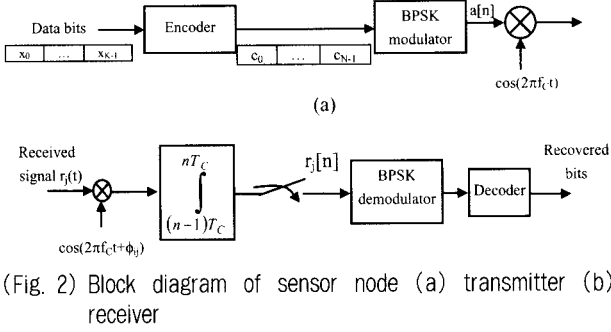 Data bits
Encoder
BPSK
modulator
a[n]
x0 ... xK-1
c0 ... cN-1
cos(2πfCt)
(a)
Received
signal rj(t)
cos(2πfCt+ϕij)
nTC
∫
(n−1)TC
rj[n]
BPSK
demodulator
Decoder
Recovered
bits
(Fig. 2) Block diagram of sensor node (a) transmitter (b)
receiver